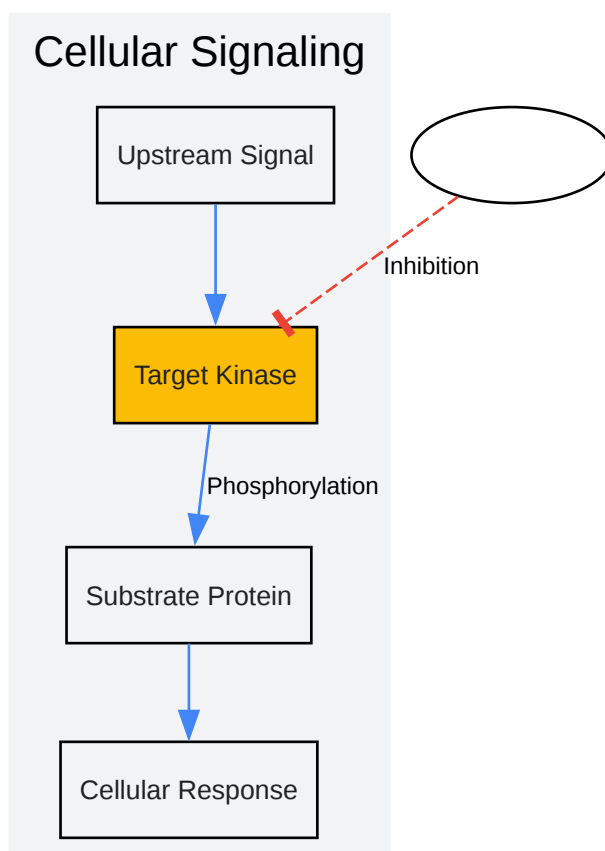 Cellular Signaling
Upstream Signal
Inhibition
Target Kinase
Phosphorylation
Substrate Protein
Cellular Response